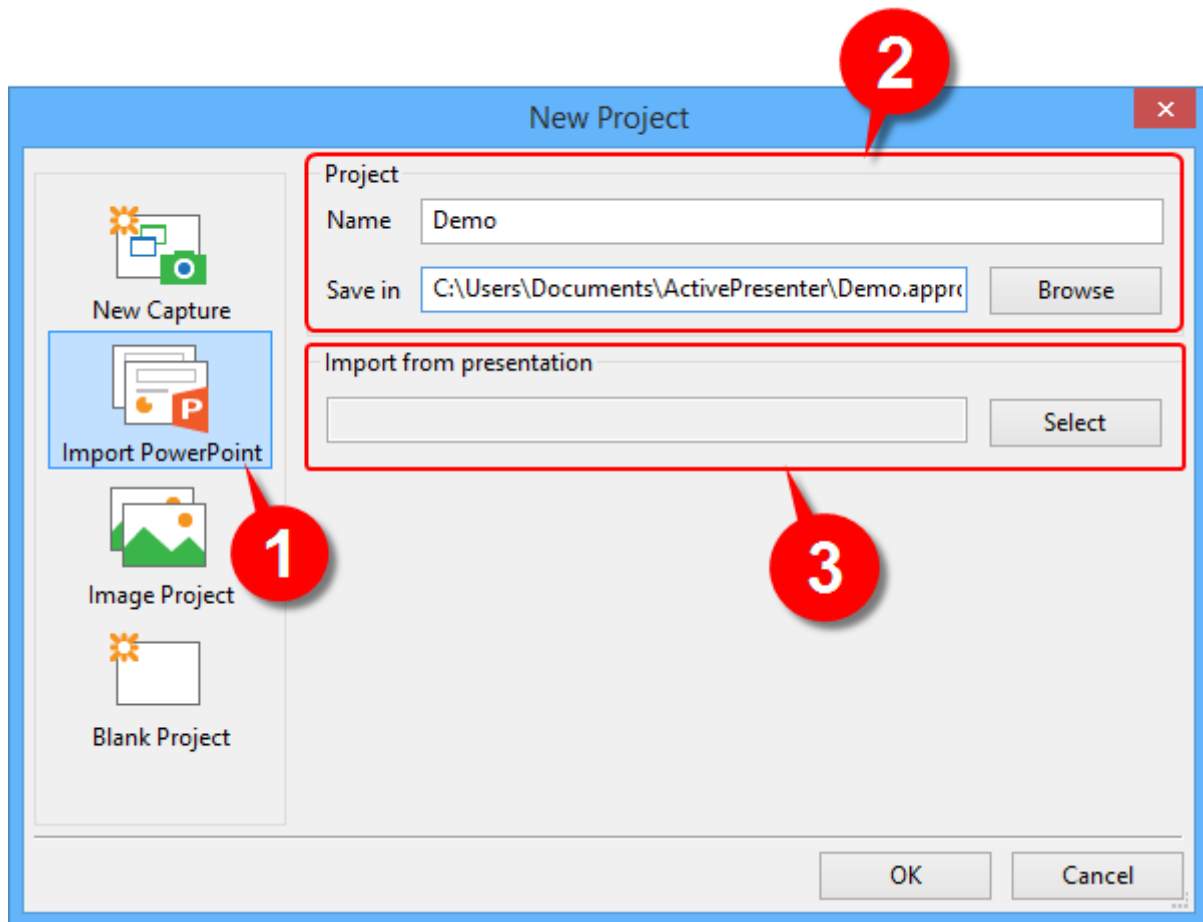 2
New Project
Project
Name Demo
Save in C:\Users\Documents\ActivePresenter\Demo.appro Browse
Import from presentation
Select
New Capture
P
Import PowerPoint
1
Image Project
3
Blank Project
OK Cancel